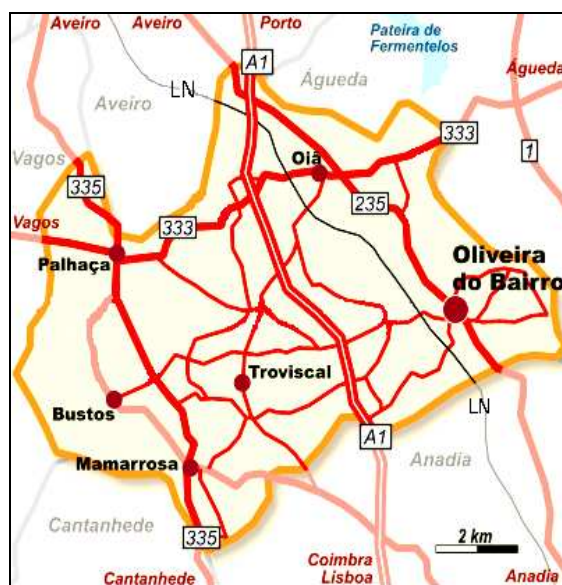 Aveiro
Aveiro
Porto
Pateira de
Fermentelos
A1
Águeda
Águeda
LN
Aveiro
333
Oiã
1
Vagos
335
235
Vagos
333
Palhaça
Oliveira
do Bairro
A1
Troviscal
Bustos
LN
A1
Mamarrosa
Anadia
Cantanhede
335
2 km
Cantanhede
Coimbra
Lisboa
Anadia